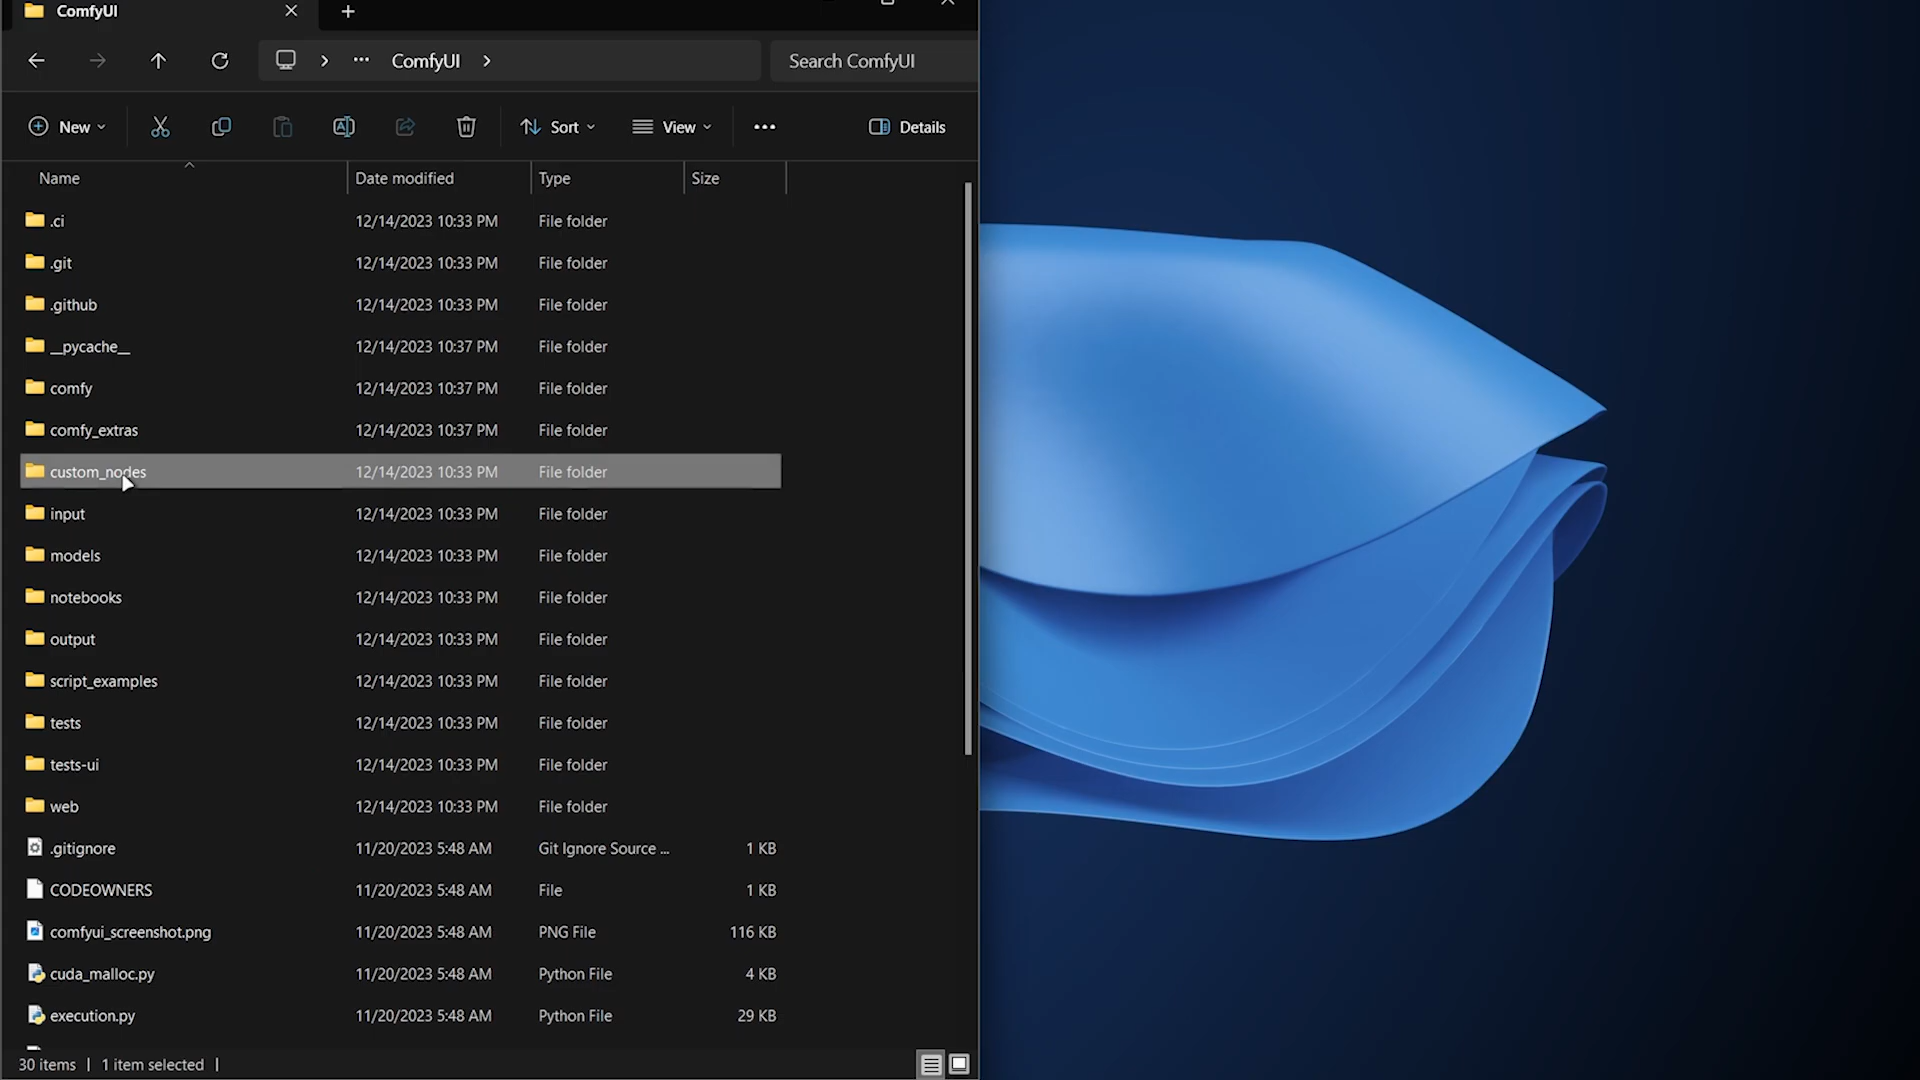 ComfyUI
ComfyUI
Search ComfyUI
New
Sort
View
Details
Name Date modified Type Size
.ci 12/14/2023 10:33 PM File folder
.git 12/14/2023 10:33 PM File folder
.github 12/14/2023 10:33 PM File folder
__pycache__ 12/14/2023 10:37 PM File folder
comfy 12/14/2023 10:37 PM File folder
comfy_extras 12/14/2023 10:37 PM File folder
custom_nodes 12/14/2023 10:33 PM File folder
input 12/14/2023 10:33 PM File folder
models 12/14/2023 10:33 PM File folder
notebooks 12/14/2023 10:33 PM File folder
output 12/14/2023 10:33 PM File folder
script_examples 12/14/2023 10:33 PM File folder
tests 12/14/2023 10:33 PM File folder
tests-ui 12/14/2023 10:33 PM File folder
web 12/14/2023 10:33 PM File folder
.gitignore 11/20/2023 5:48 AM Git Ignore Source ... 1 KB
CODEOWNERS 11/20/2023 5:48 AM File 1 KB
comfyui_screenshot.png 11/20/2023 5:48 AM PNG File 116 KB
cuda_malloc.py 11/20/2023 5:48 AM Python File 4 KB
execution.py 11/20/2023 5:48 AM Python File 29 KB
30 items | 1 item selected |